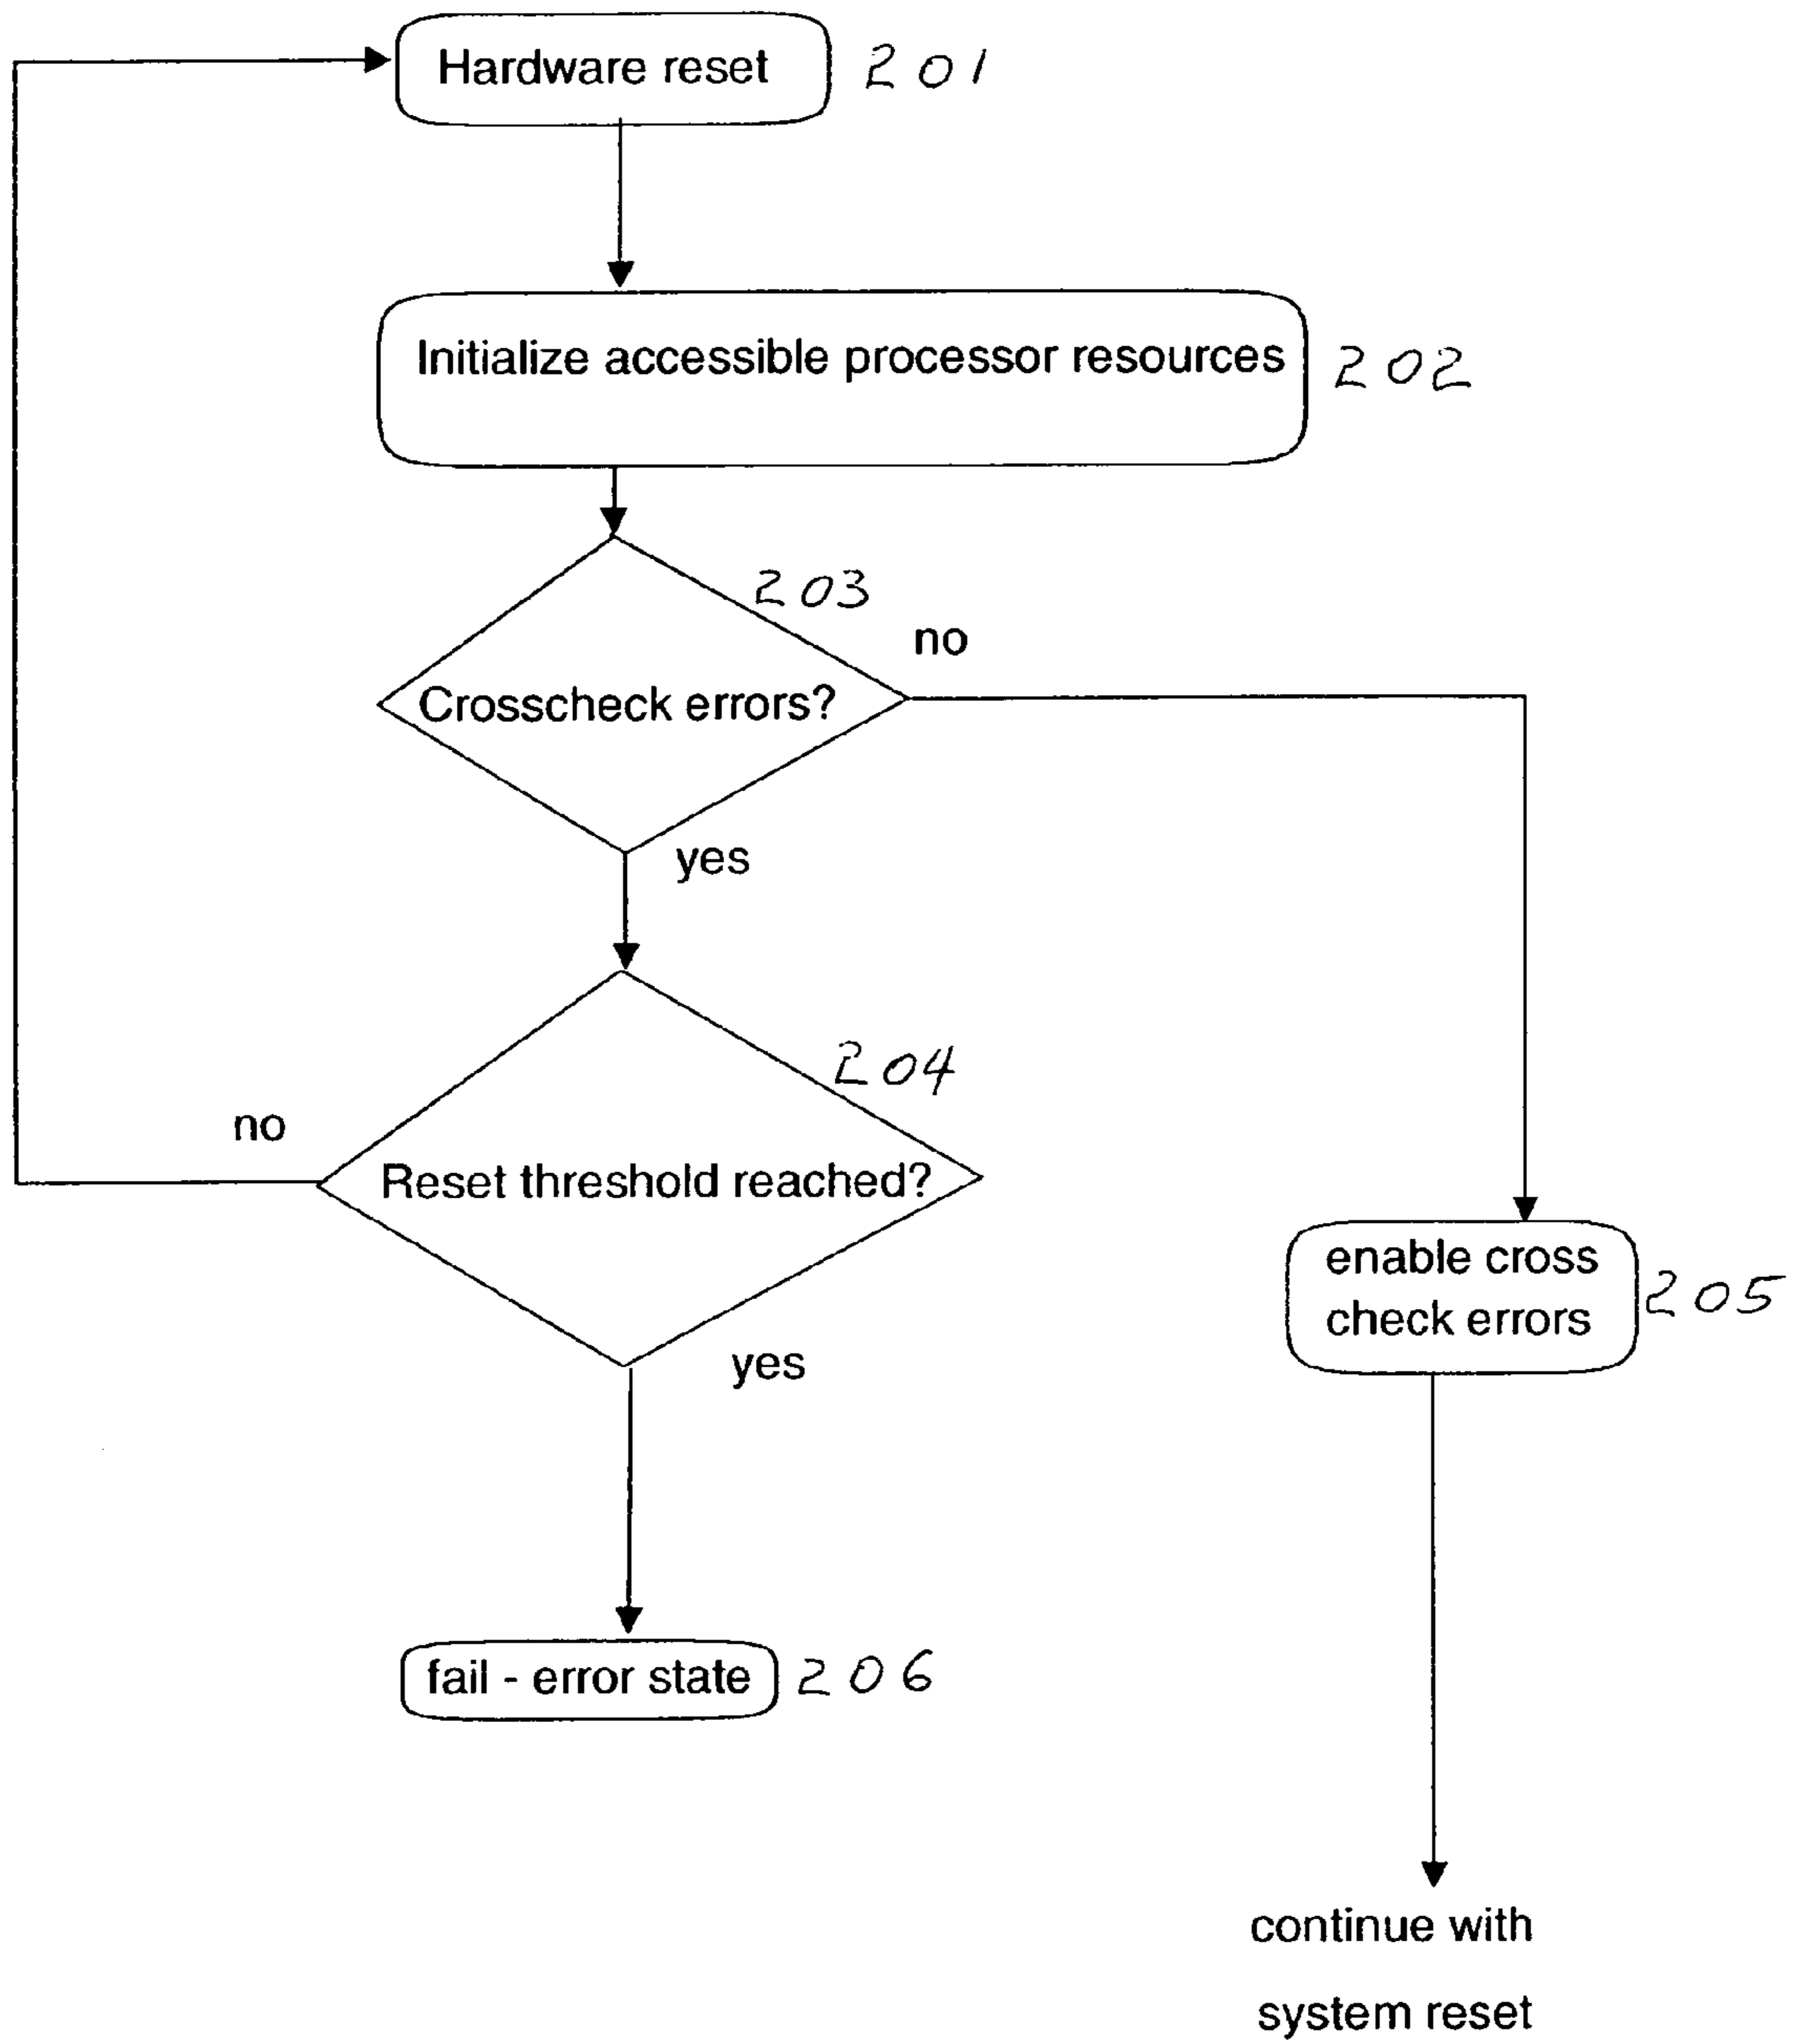 Hardware reset 201
Initialize accessible processor resources 202
203
no
Crosscheck errors?
yes
204
no
Reset threshold reached?
enable cross
check errors
205
yes
fail - error state 206
continue with
system reset